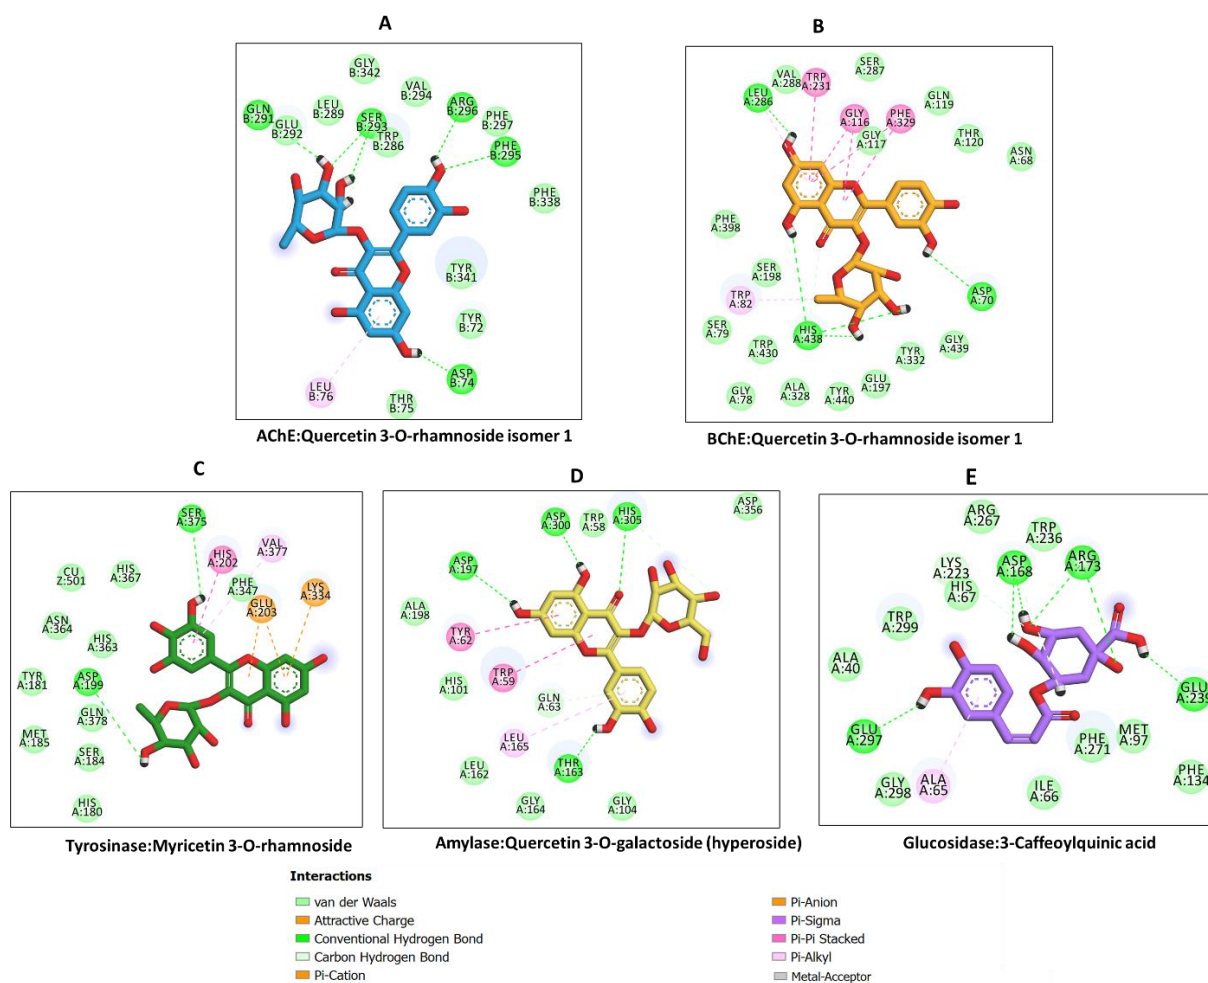 A
GLY
B:342
VAL
B:294
ARG
B:296
GLN
B:291
LEU
B:289
SER
B:293
GLU
B:292
TRP
B:286
PHE
B:297
PHE
B:295
PHE
B:338
TYR
B:341
TYR
B:72
ASP
B:74
LEU
B:76
THR
B:75
AChE:Quercetin 3-O-rhamnoside isomer 1
B
SER
A:287
VAL
A:288
TRP
A:231
LEU
A:286
GLN
A:119
GLY
A:116
PHE
A:329
GLY
A:117
THR
A:120
ASN
A:68
PHE
A:398
SER
A:198
TRP
A:82
ASP
A:70
SER
A:79
HIS
A:438
TRP
A:430
TYR
A:332
GLY
A:439
GLY
A:78
ALA
A:328
TYR
A:440
GLU
A:197
BChE:Quercetin 3-O-rhamnoside isomer 1
C
SER
A:375
HIS
A:202
VAL
A:377
CU
Z:501
HIS
A:367
PHE
A:347
LYS
A:334
GLU
A:203
ASN
A:364
HIS
A:363
TYR
A:181
ASP
A:199
GLN
A:378
MET
A:185
SER
A:184
HIS
A:180
Tyrosinase:Myricetin 3-O-rhamnoside
D
ASP
A:300
TRP
A:58
HIS
A:305
ASP
A:356
ASP
A:197
ALA
A:198
TYR
A:62
TRP
A:59
HIS
A:101
GLN
A:63
LEU
A:165
LEU
A:162
THR
A:163
GLY
A:164
GLY
A:104
Amylase:Quercetin 3-O-galactoside (hyperoside)
E
ARG
A:267
TRP
A:236
LYS
A:223
ASP
A:168
ARG
A:173
HIS
A:67
TRP
A:299
ALA
A:40
GLU
A:239
GLU
A:297
PHE
A:271
MET
A:97
GLY
A:298
ALA
A:65
ILE
A:66
PHE
A:134
Glucosidase:3-Caffeoylquinic acid
Interactions
van der Waals
Attractive Charge
Conventional Hydrogen Bond
Carbon Hydrogen Bond
Pi-Cation
Pi-Anion
Pi-Sigma
Pi-Pi Stacked
Pi-Alkyl
Metal-Acceptor